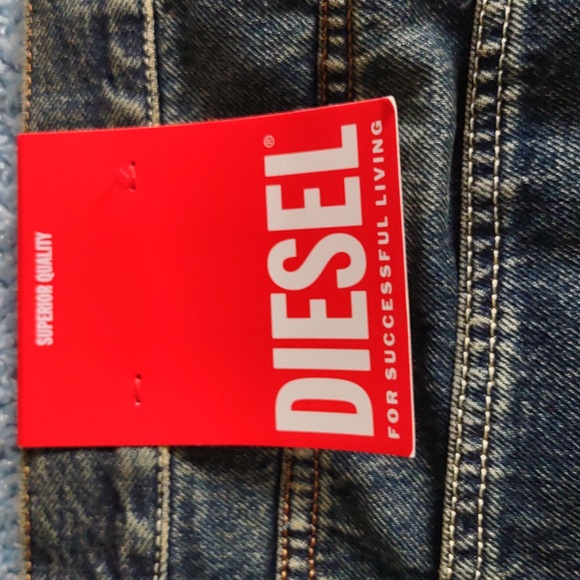 SUPERIOR QUALITY
DIESEL®
FOR SUCCESSFUL LIVING